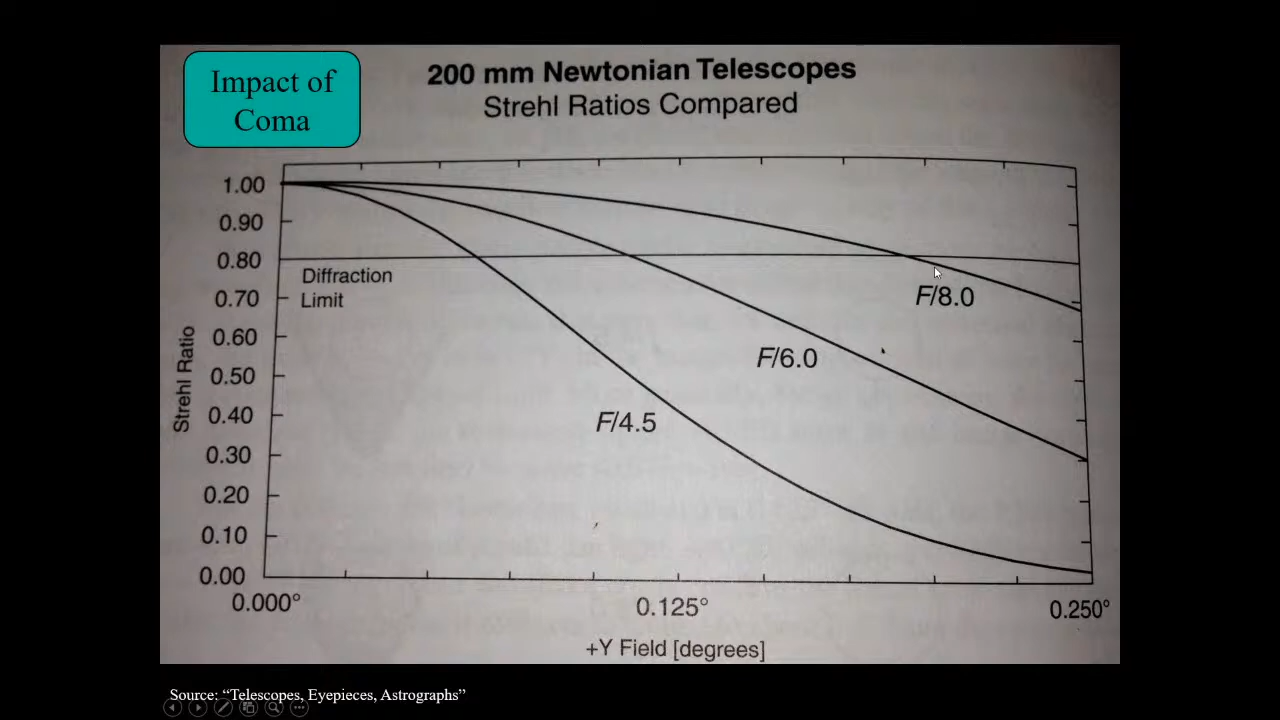 Impact of
Coma
200 mm Newtonian Telescopes
Strehl Ratios Compared
1.00
0.90
0.80
Diffraction
Limit
0.70
F/8.0
0.60
F/6.0
0.50
Strehl Ratio
0.40
F/4.5
0.30
0.20
0.10
0.00
0.000°
0.125°
0.250°
+Y Field [degrees]
Source: “Telescopes, Eyepieces, Astrographs”